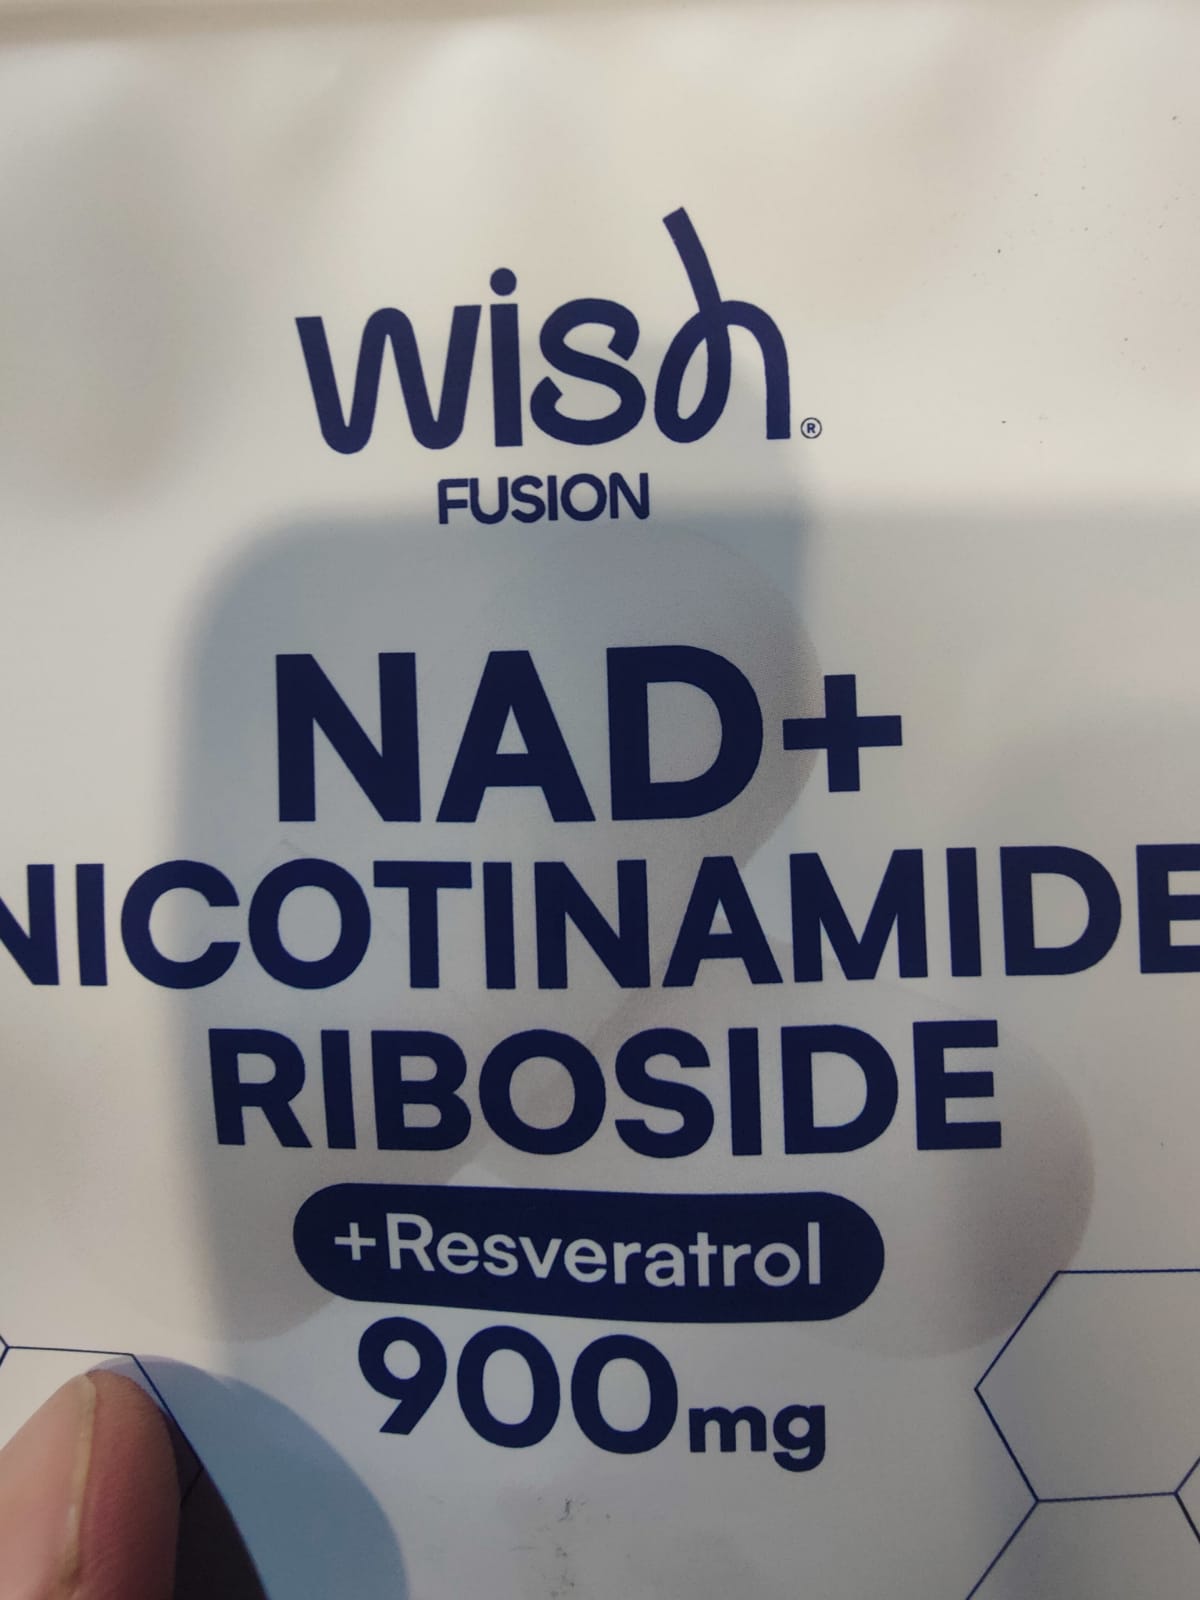 wish®
FUSION
NAD+
NICOTINAMIDE
RIBOSIDE
+Resveratrol
900mg